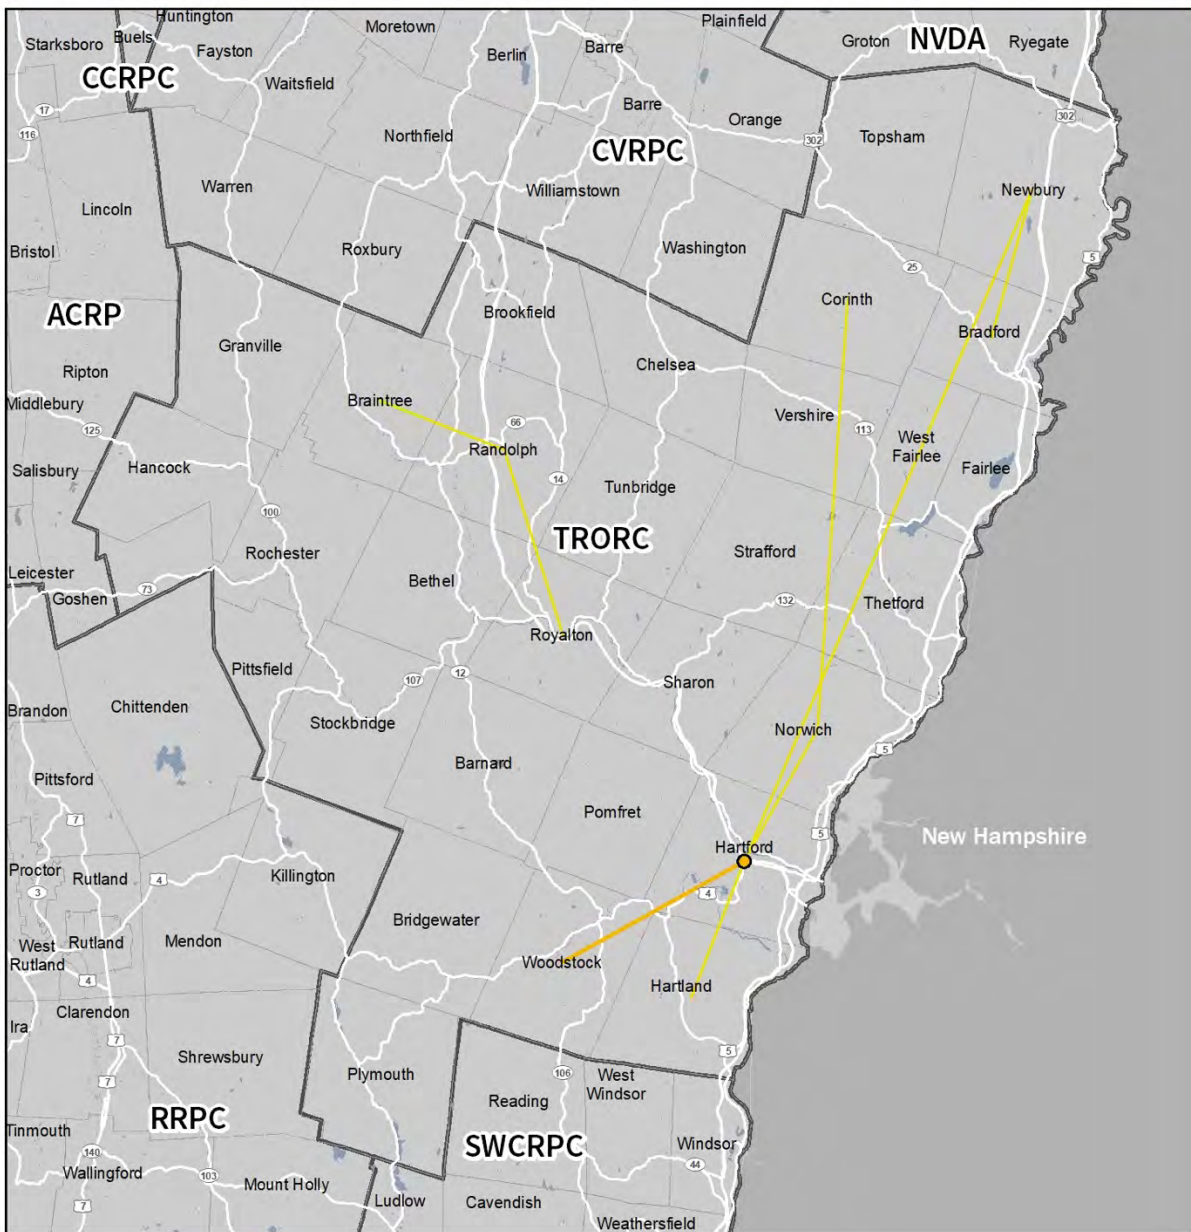 Huntington
Moretown
Plainfield
Starksboro
Buels
Fayston
Berlin
Barre
Groton
NVDA
Ryegate
CCRPC
Waitsfield
17
116
Northfield
Barre
Orange
302
302
Topsham
CVRPC
Warren
Williamstown
Newbury
Lincoln
Bristol
Roxbury
Washington
5
25
ACRP
Brookfield
Corinth
Bradford
Granville
Chelsea
Ripton
Middlebury
Braintree
Vershire
125
66
113
West
Fairlee
Fairlee
Salisbury
Hancock
Randolph
14
Tunbridge
100
TRORC
Rochester
Strafford
Leicester
73
Goshen
Bethel
132
Thetford
Royalton
Pittsfield
12
107
Sharon
Brandon
Chittenden
Stockbridge
Norwich
5
Pittsford
Barnard
7
Pomfret
5
New Hampshire
Hartford
Proctor
Rutland
4
Killington
3
4
Bridgewater
West
Rutland
Rutland
Mendon
Woodstock
4
Hartland
Clarendon
Ira
7
Shrewsbury
5
7
Plymouth
106
West
Windsor
Reading
RRPC
SWCRPC
Windsor
Tinmouth
140
44
Wallingford
103
Mount Holly
7
Ludlow
Cavendish
Weathersfield